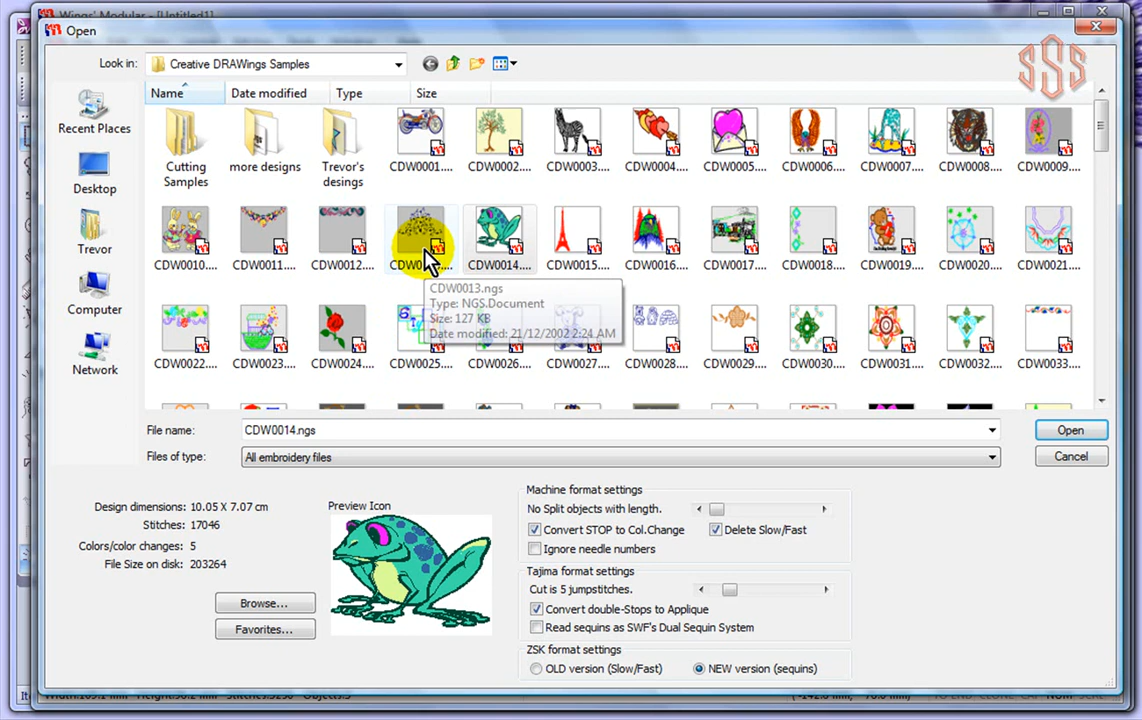 Wings' Modular - [Untitled1]
Open
SSS
Look in: Creative DRAWings Samples
Name Date modified Type Size
Recent Places
Desktop
Trevor
Computer
Network
Cutting Samples
more designs
Trevor's desings
CDW0001.... CDW0002.... CDW0003.... CDW0004.... CDW0005.... CDW0006.... CDW0007.... CDW0008.... CDW0009....
CDW0010.... CDW0011.... CDW0012.... CDW0014.... CDW0015.... CDW0016.... CDW0017.... CDW0018.... CDW0019.... CDW0020.... CDW0021....
CDW0013.ngs
Type: NGS.Document
Size: 127 KB
Date modified: 21/12/2002 2:24 AM
CDW0022.... CDW0023.... CDW0024.... CDW0025.... CDW0026.... CDW0027.... CDW0028.... CDW0029.... CDW0030.... CDW0031.... CDW0032.... CDW0033....
File name: CDW0014.ngs
Open
Files of type: All embroidery files
Cancel
Design dimensions: 10.05 X 7.07 cm
Stitches: 17046
Colors/color changes: 5
File Size on disk: 203264
Browse...
Favorites...
Preview Icon
Machine format settings
No Split objects with length.
Convert STOP to Col.Change
Delete Slow/Fast
Ignore needle numbers
Tajima format settings
Cut is 5 jumpstitches.
Convert double-Stops to Applique
Read sequins as SWF's Dual Sequin System
ZSK format settings
OLD version (Slow/Fast)
NEW version (sequins)